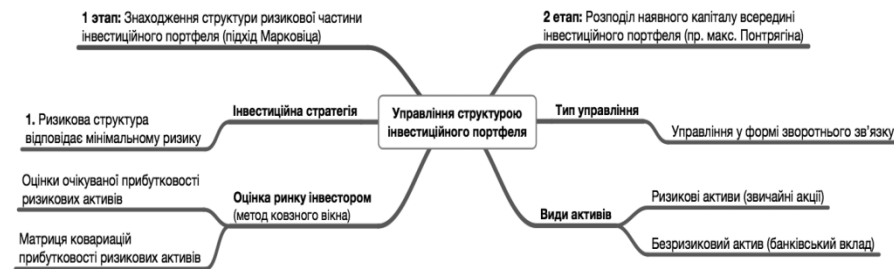 1 етап: Знаходження структури ризикової частини
інвестиційного портфеля (підхід Марковіца)
2 етап: Розподіл наявного капіталу всередині
інвестиційного портфеля (пр. макс. Понтрягіна)
1. Ризикова структура
відповідає мінімальному ризику
Інвестиційна стратегія
Управління структурою
інвестиційного портфеля
Тип управління
Управління у формі зворотнього зв'язку
Оцінки очікуваної прибутковості
ризикових активів
Матриця ковариацій
прибутковості ризикових активів
Оцінка ринку інвестором
(метод ковзного вікна)
Види активів
Ризикові активи (звичайні акції)
Безризиковий актив (банківський вклад)